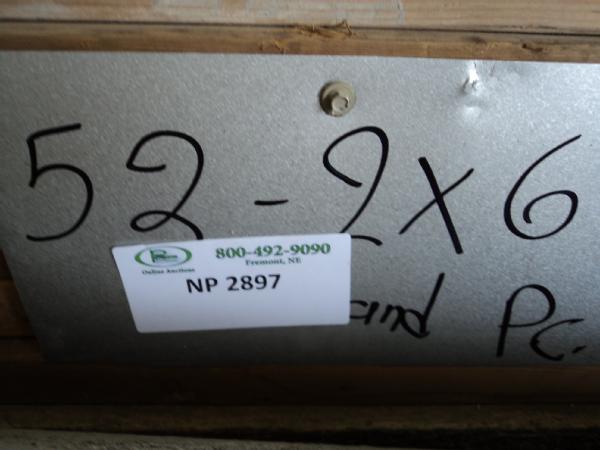 52 - 2x6
800-492-9090
Fremont, NE
Online Auctions
NP 2897
and Pc.